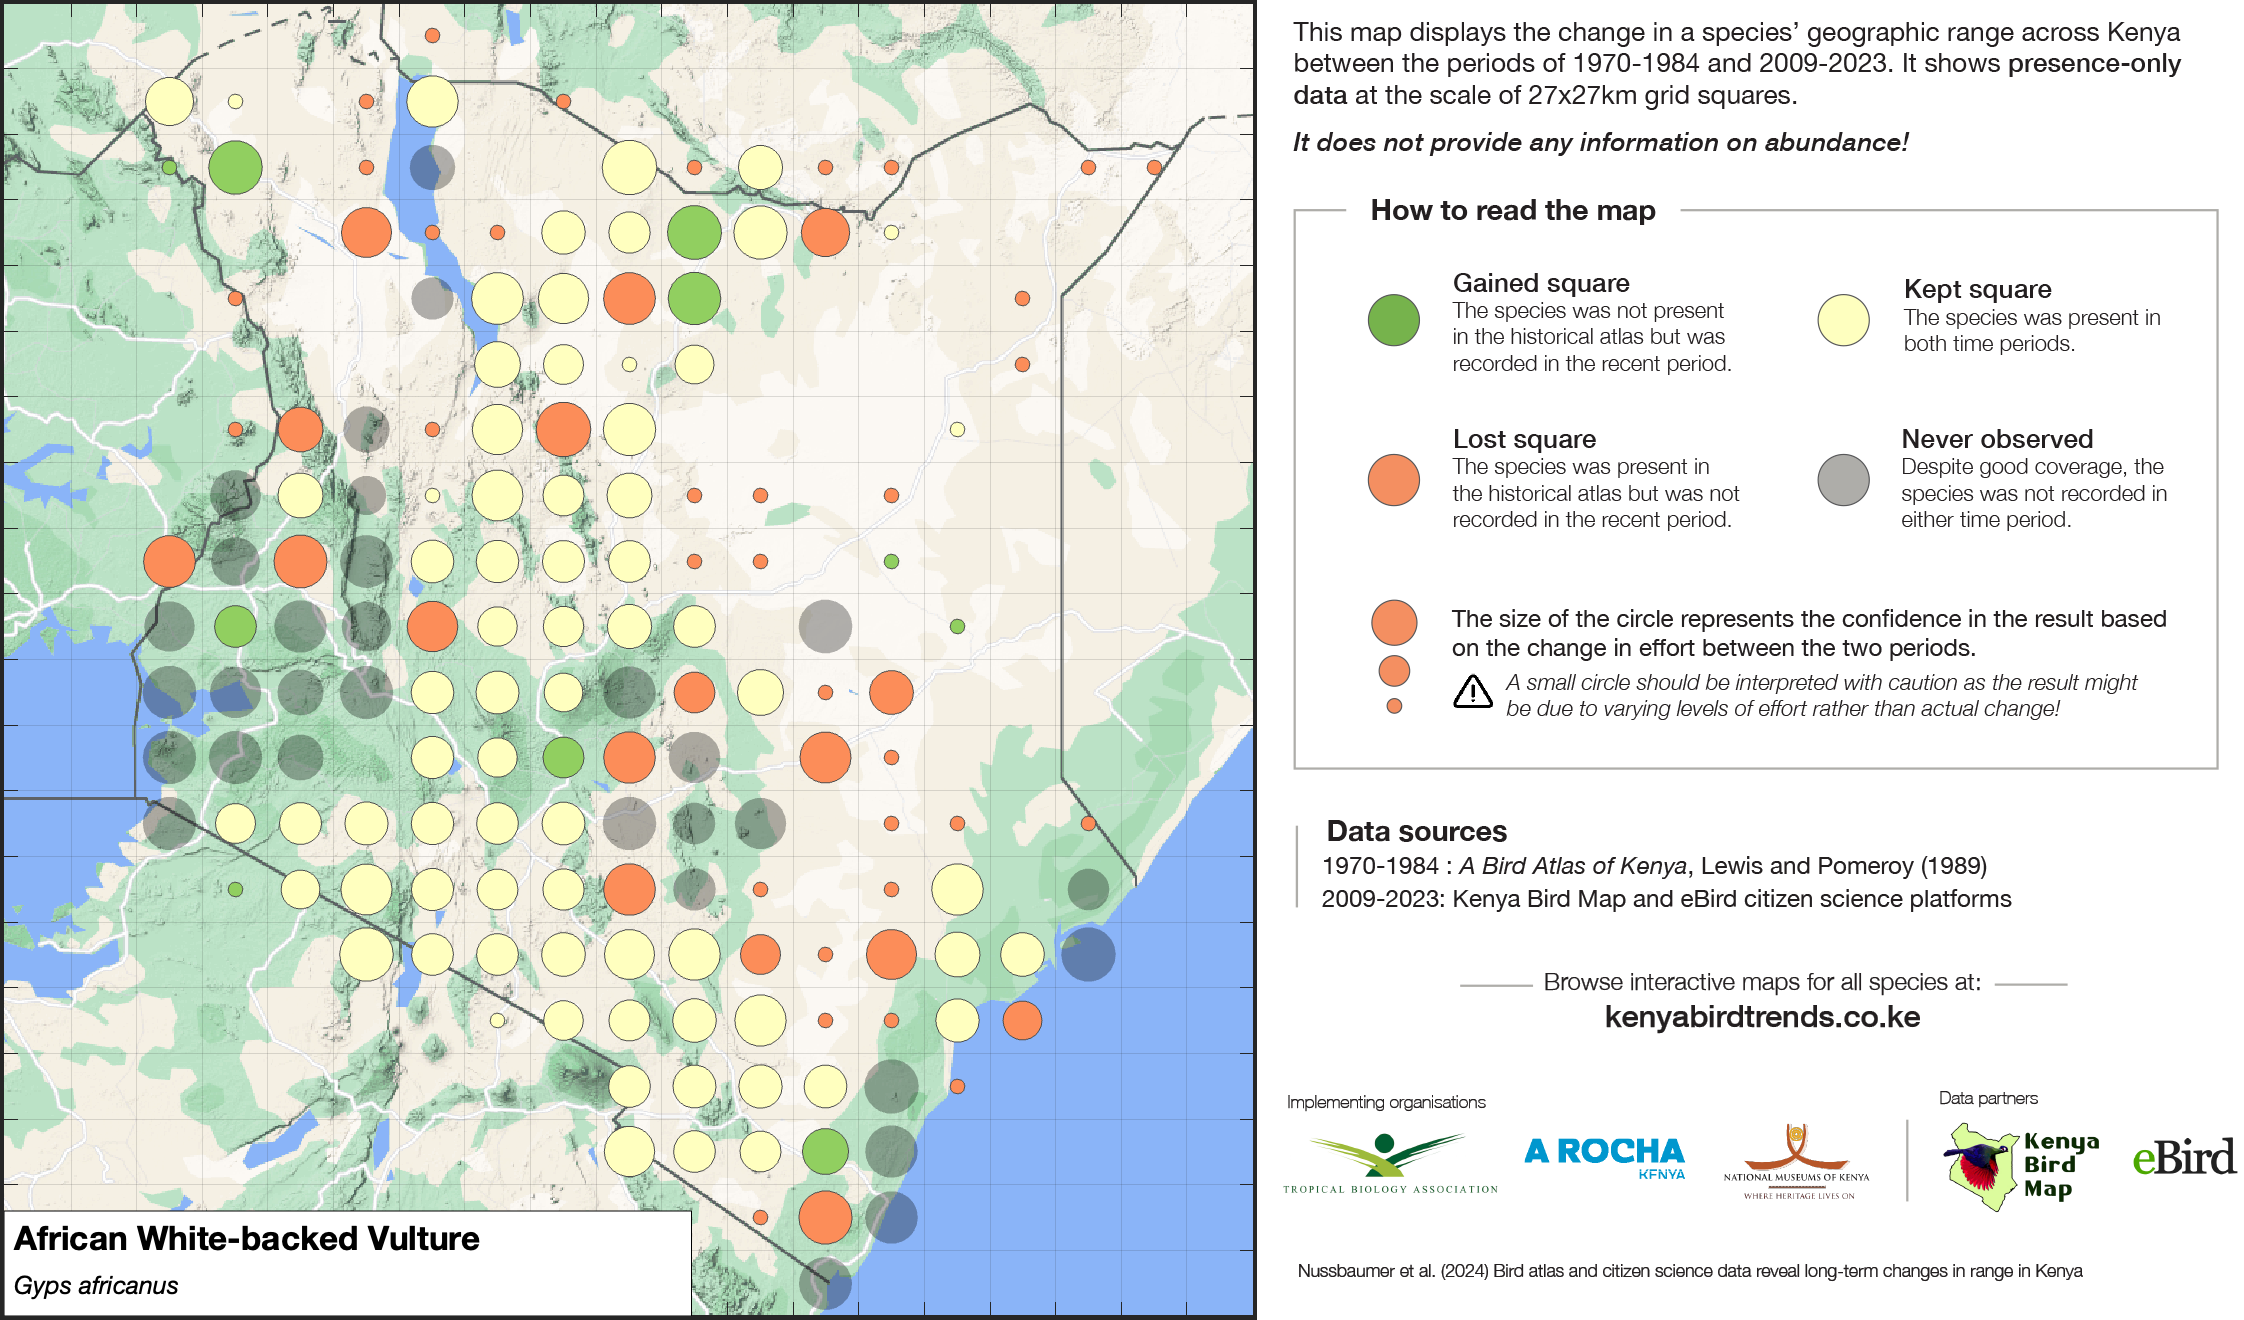 This map displays the change in a species’ geographic range across Kenya
between the periods of 1970-1984 and 2009-2023. It shows presence-only
data at the scale of 27x27km grid squares.
It does not provide any information on abundance!
How to read the map
Gained square
The species was not present
in the historical atlas but was
recorded in the recent period.
Kept square
The species was present in
both time periods.
Lost square
The species was present in
the historical atlas but was not
recorded in the recent period.
Never observed
Despite good coverage, the
species was not recorded in
either time period.
The size of the circle represents the confidence in the result based
on the change in effort between the two periods.
A small circle should be interpreted with caution as the result might
be due to varying levels of effort rather than actual change!
Data sources
1970-1984 : A Bird Atlas of Kenya, Lewis and Pomeroy (1989)
2009-2023: Kenya Bird Map and eBird citizen science platforms
Browse interactive maps for all species at:
kenyabirdtrends.co.ke
Implementing organisations
Data partners
TROPICAL BIOLOGY ASSOCIATION
A ROCHA
KENYA
NATIONAL MUSEUMS OF KENYA
WHERE HERITAGE LIVES ON
Kenya
Bird
Map
eBird
African White-backed Vulture
Gyps africanus
Nussbaumer et al. (2024) Bird atlas and citizen science data reveal long-term changes in range in Kenya